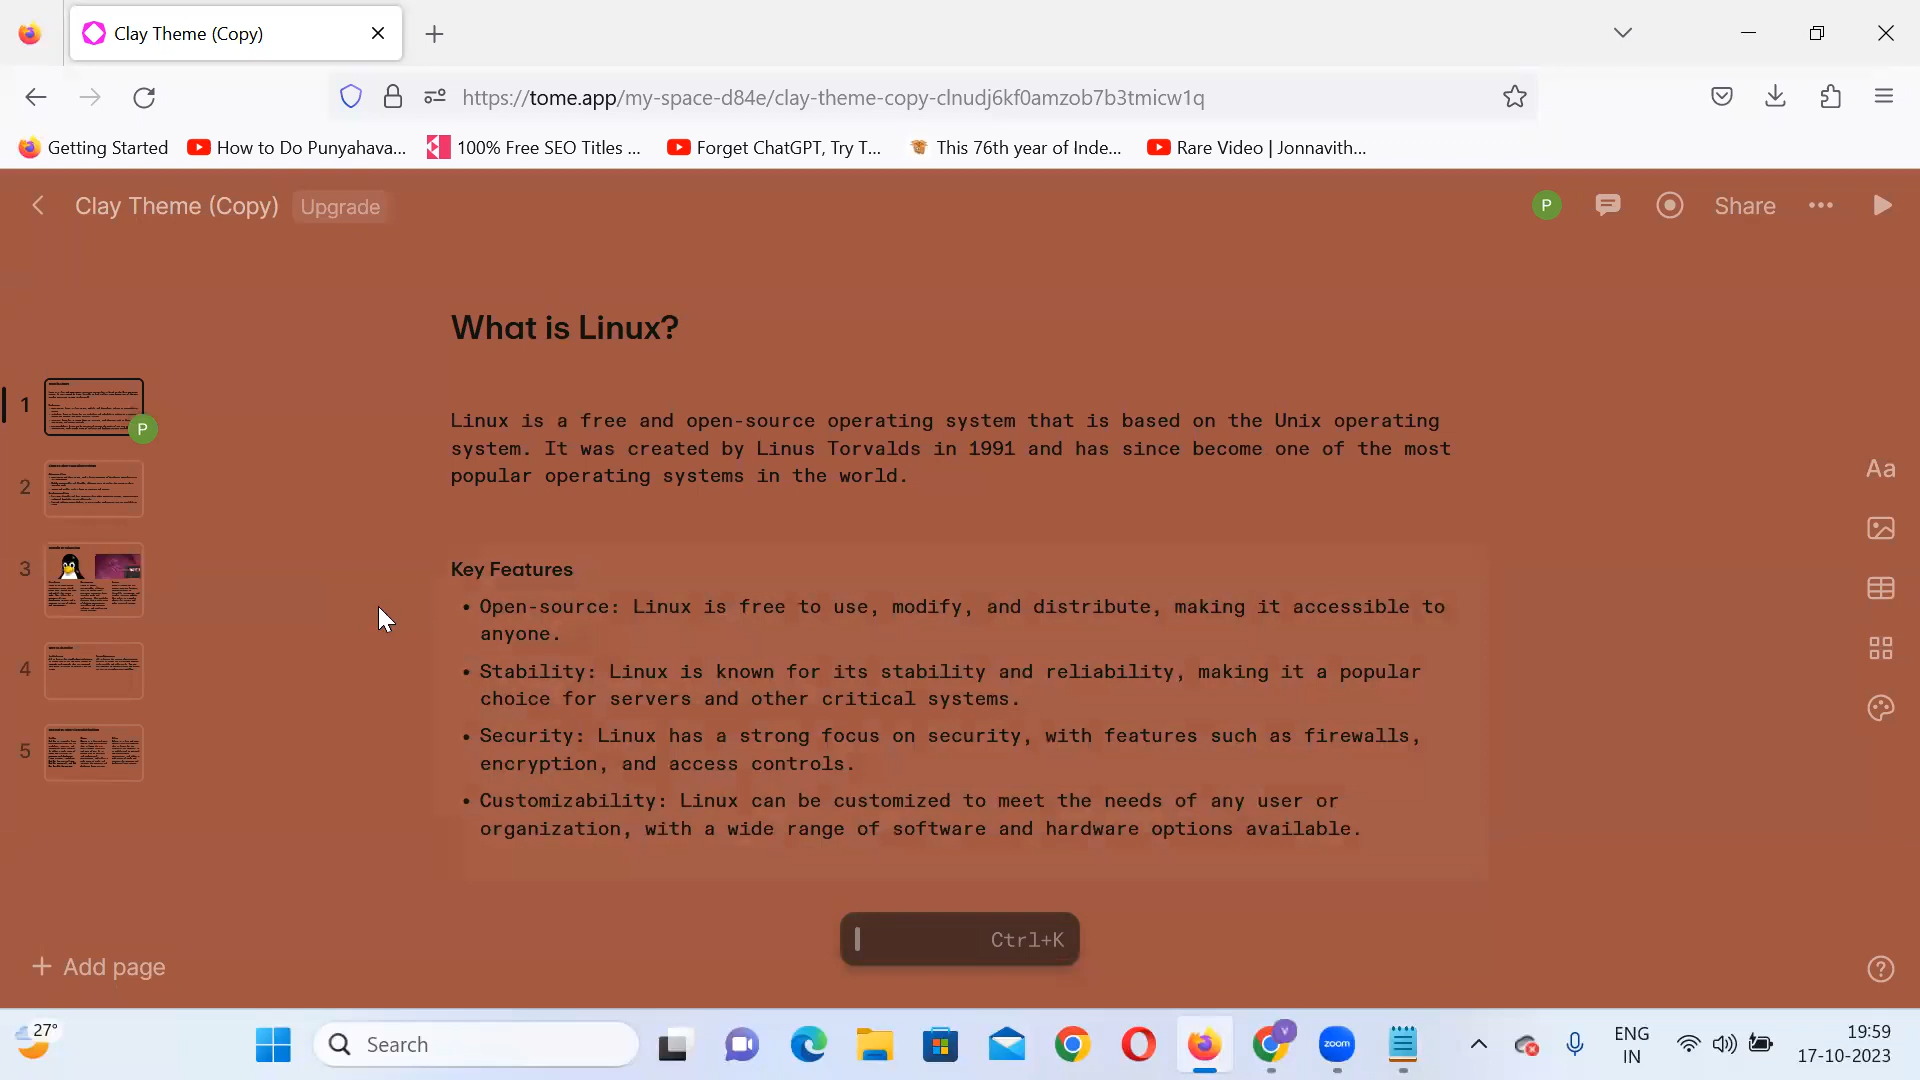 Clay Theme (Copy)
https://tome.app/my-space-d84e/clay-theme-copy-clnudj6kf0amzob7b3tmicw1q
Getting Started
How to Do Punyahava...
100% Free SEO Titles ...
Forget ChatGPT, Try T...
This 76th year of Inde...
Rare Video | Jonnavith...
Clay Theme (Copy) Upgrade
P
Share
What is Linux?
Linux is a free and open-source operating system that is based on the Unix operating
system. It was created by Linus Torvalds in 1991 and has since become one of the most
popular operating systems in the world.
Key Features
• Open-source: Linux is free to use, modify, and distribute, making it accessible to
anyone.
• Stability: Linux is known for its stability and reliability, making it a popular
choice for servers and other critical systems.
• Security: Linux has a strong focus on security, with features such as firewalls,
encryption, and access controls.
• Customizability: Linux can be customized to meet the needs of any user or
organization, with a wide range of software and hardware options available.
1
P
2
3
4
5
Aa
Ctrl+K
+ Add page
27°
Search
V
zoom
ENG
IN
19:59
17-10-2023